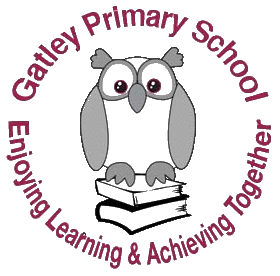 Gatley Primary School
Enjoying Learning & Achieving Together